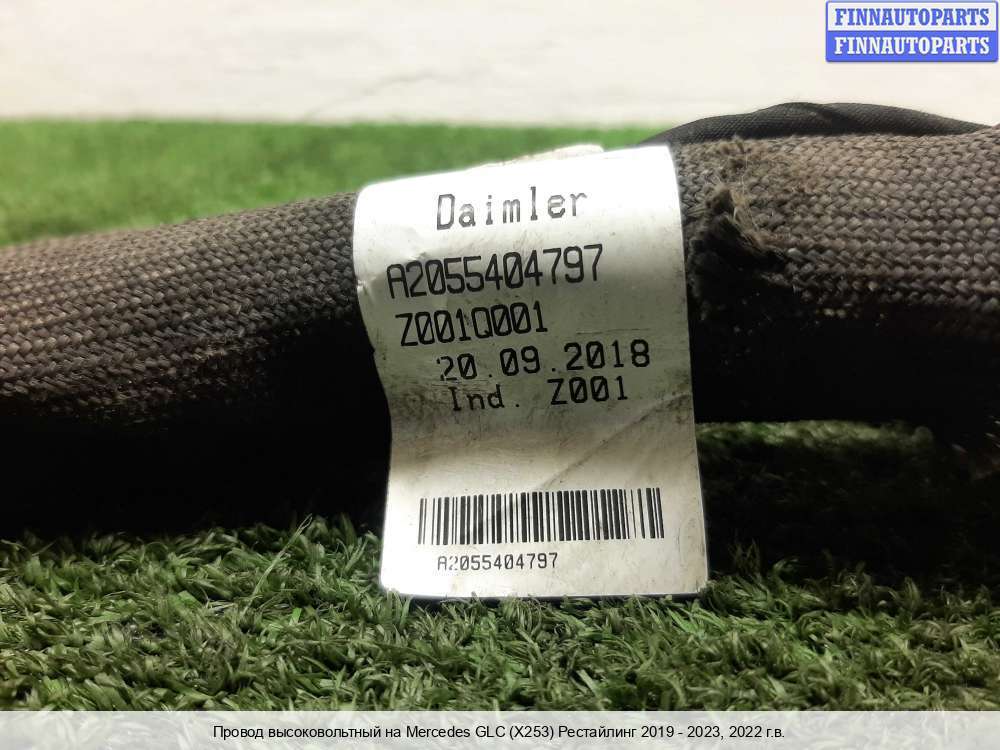 FINNAUTOPARTS
FINNAUTOPARTS
Daimler
A2055404797
Z001Q001
20.09.2018
Ind. Z001
A2055404797
Провод высоковольтный на Mercedes GLC (X253) Рестайлинг 2019 - 2023, 2022 г.в.